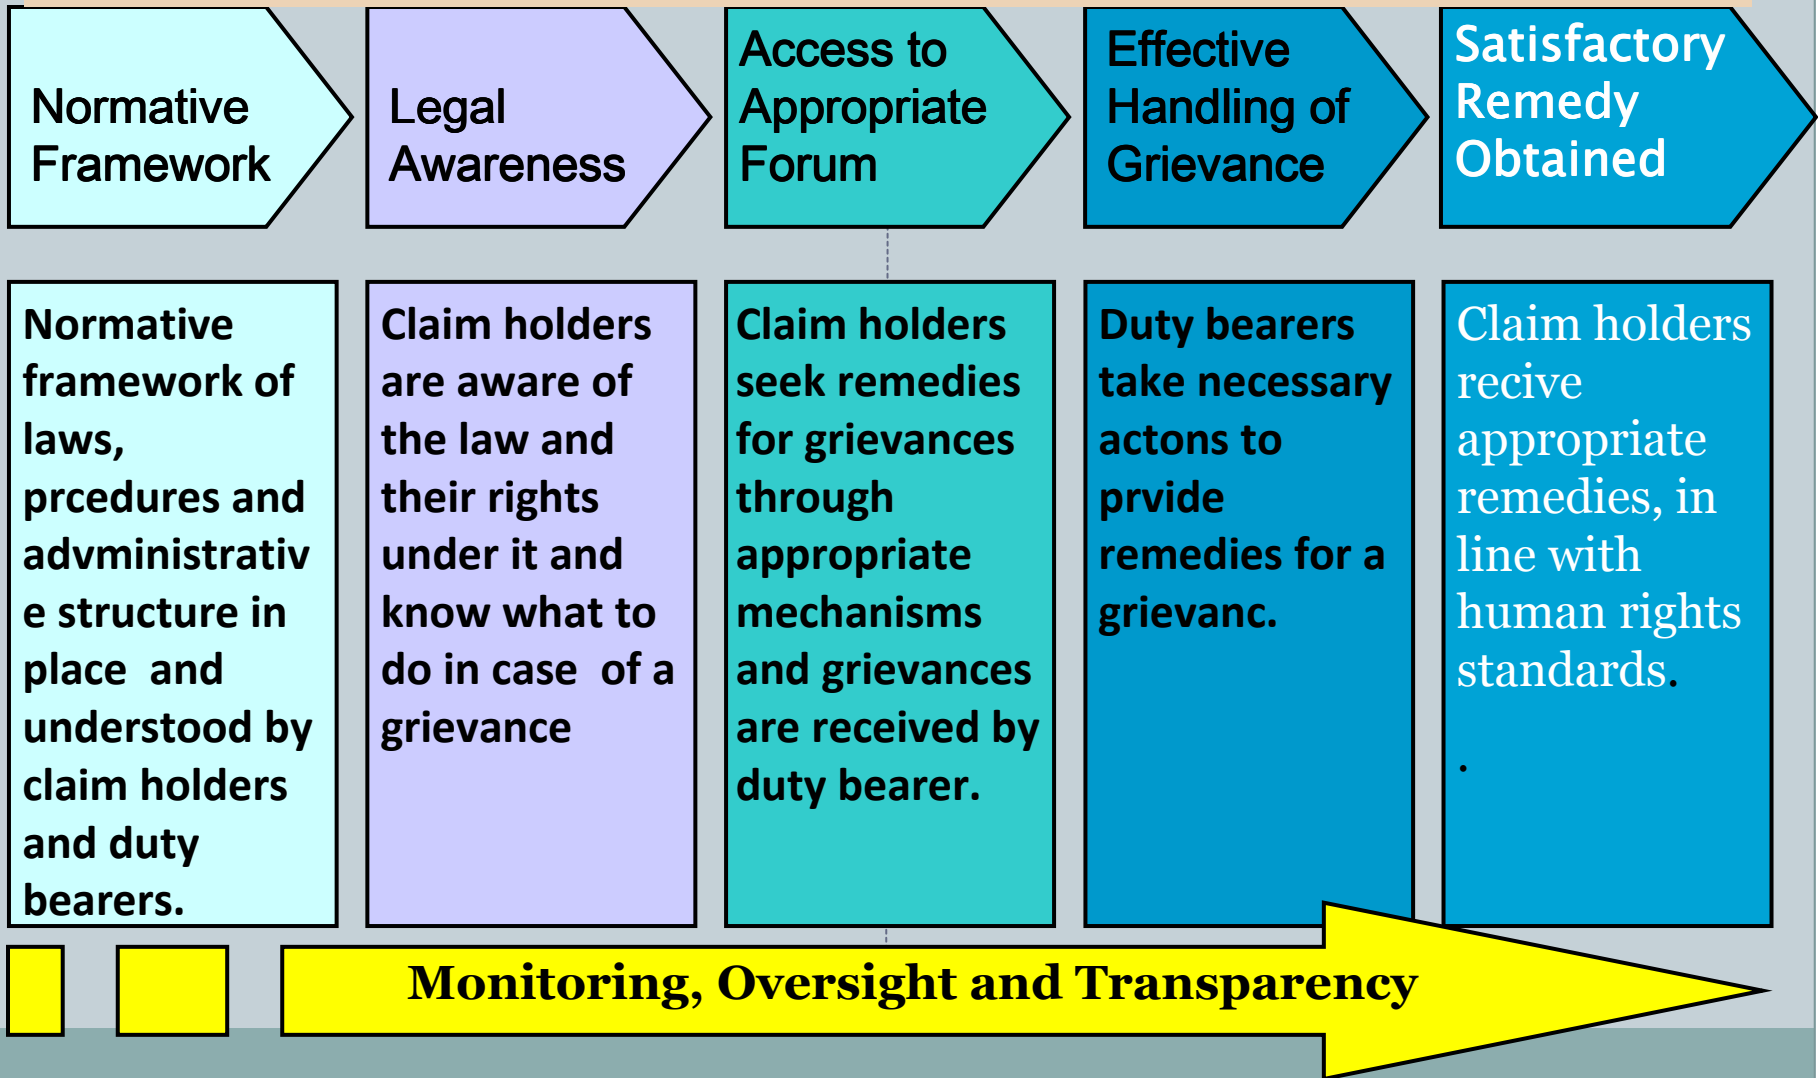 Normative
Framework
Legal
Awareness
Access to
Appropriate
Forum
Effective
Handling of
Grievance
Satisfactory
Remedy
Obtained
Normative
framework of
laws,
prcedures and
advministrativ
e structure in
place  and
understood by
claim holders
and duty
bearers.
Claim holders
are aware of
the law and
their rights
under it and
know what to
do in case  of a
grievance
Claim holders
seek remedies
for grievances
through
appropriate
mechanisms
and grievances
are received by
duty bearer.
Duty bearers
take necessary
actons to
prvide
remedies for a
grievanc.
Claim holders
recive
appropriate
remedies, in
line with
human rights
standards.
.
Monitoring, Oversight and Transparency